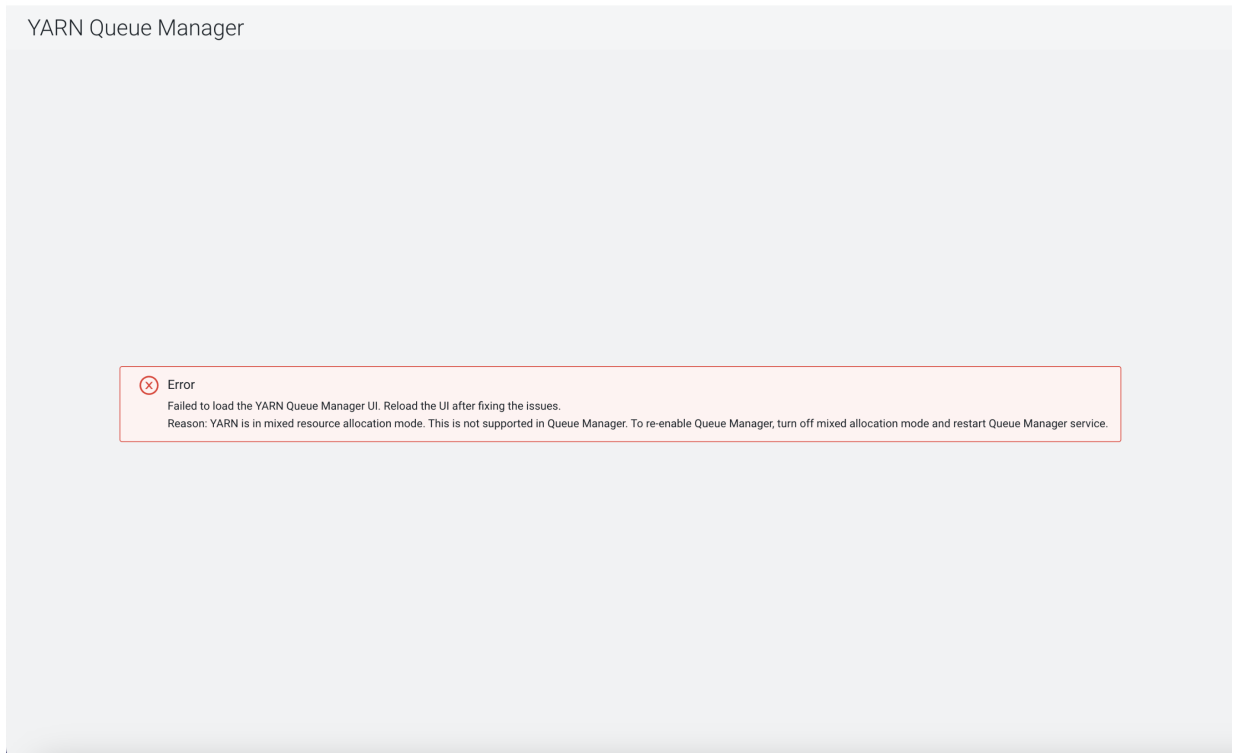 YARN Queue Manager
Error
Failed to load the YARN Queue Manager UI. Reload the UI after fixing the issues.
Reason: YARN is in mixed resource allocation mode. This is not supported in Queue Manager. To re-enable Queue Manager, turn off mixed allocation mode and restart Queue Manager service.